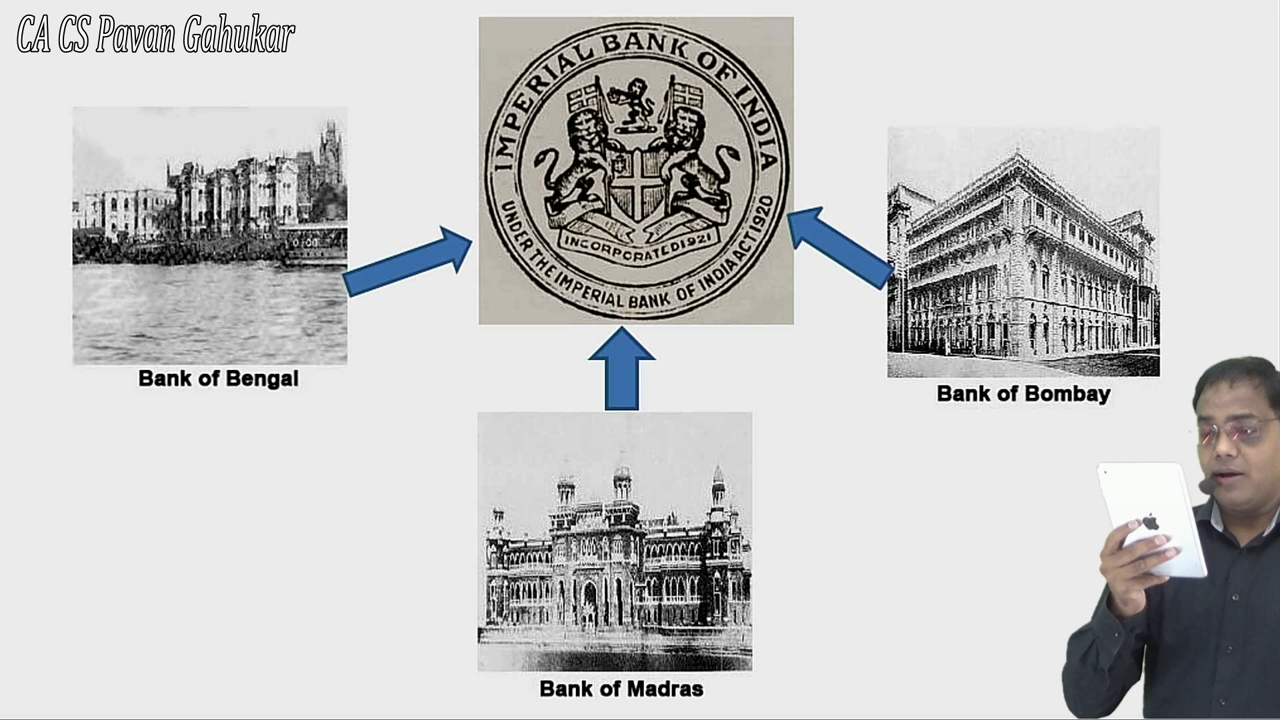 CA CS Pavan Gahukar
IMPERIAL BANK OF INDIA
INCORPORATED 1921
UNDER THE IMPERIAL BANK OF INDIA ACT 1920
Bank of Bengal
Bank of Bombay
Bank of Madras